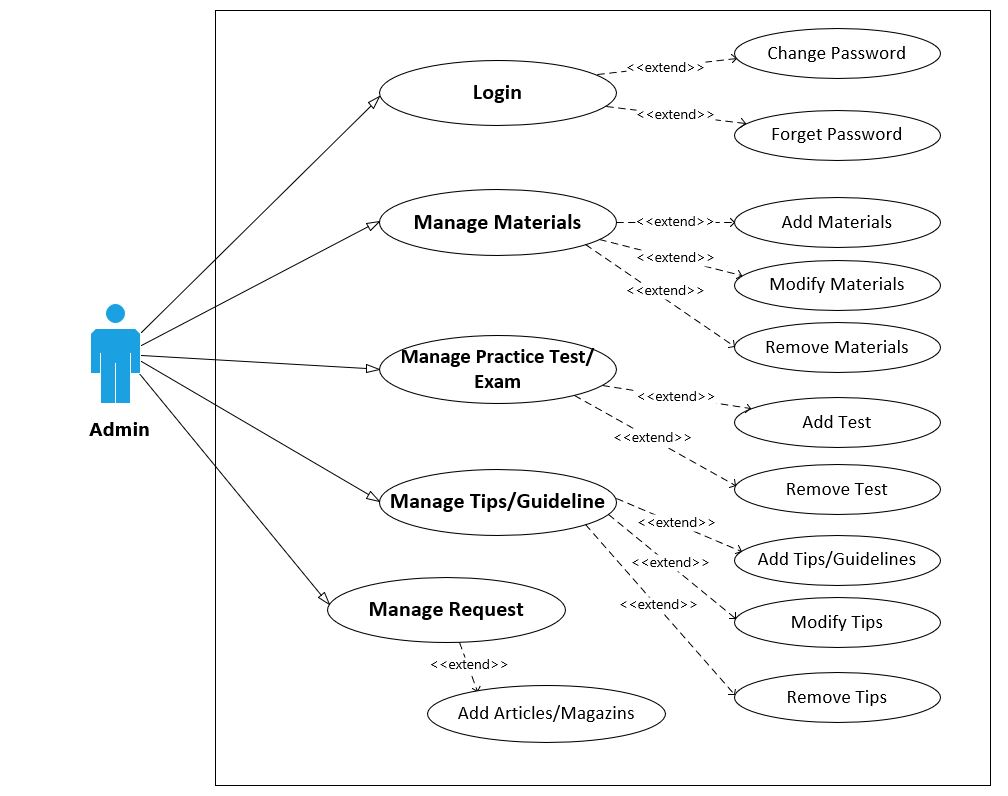 Change Password
<<extend>>
Login
<<extend>>
Forget Password
Manage Materials
<<extend>>
Add Materials
<<extend>>
Modify Materials
<<extend>>
Remove Materials
Manage Practice Test/
Exam
<<extend>>
Add Test
Admin
<<extend>>
Remove Test
Manage Tips/Guideline
<<extend>>
Add Tips/Guidelines
<<extend>>
Modify Tips
<<extend>>
Manage Request
<<extend>>
Remove Tips
Add Articles/Magazins